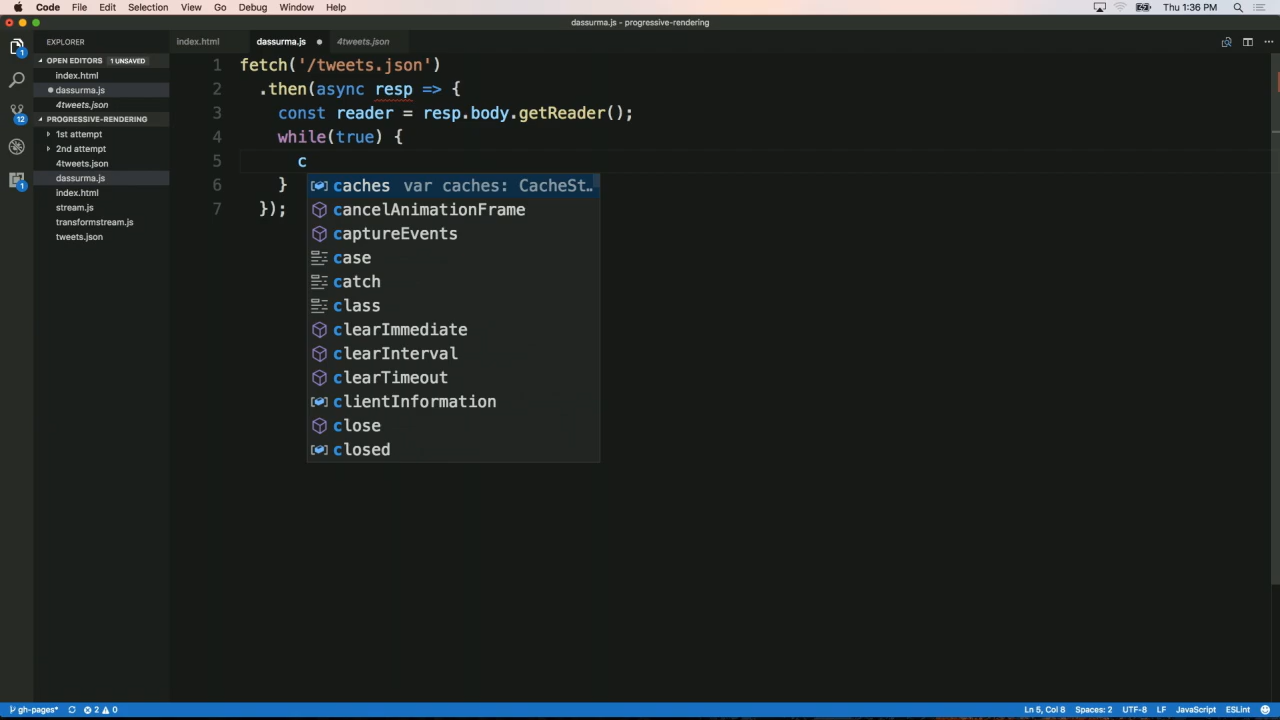 Code File Edit Selection View Go Debug Window Help Thu 1:36 PM
dassurma.js - progressive-rendering
EXPLORER
index.html dassurma.js 4tweets.json
OPEN EDITORS 1 UNSAVED
index.html
dassurma.js
4tweets.json
PROGRESSIVE-RENDERING
1st attempt
2nd attempt
4tweets.json
dassurma.js
index.html
stream.js
transformstream.js
tweets.json
1
12
1
1 fetch('/tweets.json')
2 .then(async resp => {
3 const reader = resp.body.getReader();
4 while(true) {
5 c
6 }
7 });
caches var caches: CacheSt…
cancelAnimationFrame
captureEvents
case
catch
class
clearImmediate
clearInterval
clearTimeout
clientInformation
close
closed
gh-pages* 2 0 Ln 5, Col 8 Spaces: 2 UTF-8 LF JavaScript ESLint